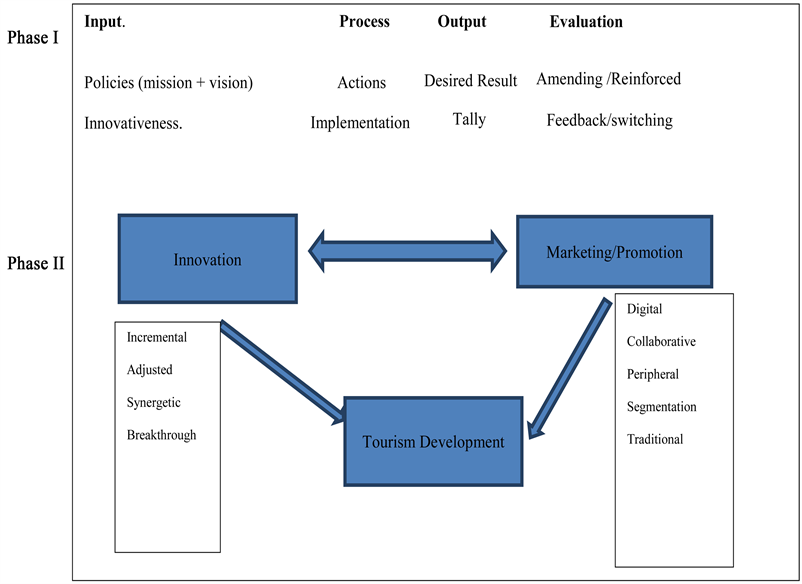 Phase I
Input. Process Output Evaluation
Policies (mission + vision) Actions Desired Result Amending /Reinforced
Innovativeness. Implementation Tally Feedback/switching
Phase II
Innovation
Marketing/Promotion
Incremental
Adjusted
Synergetic
Breakthrough
Digital
Collaborative
Peripheral
Segmentation
Traditional
Tourism Development